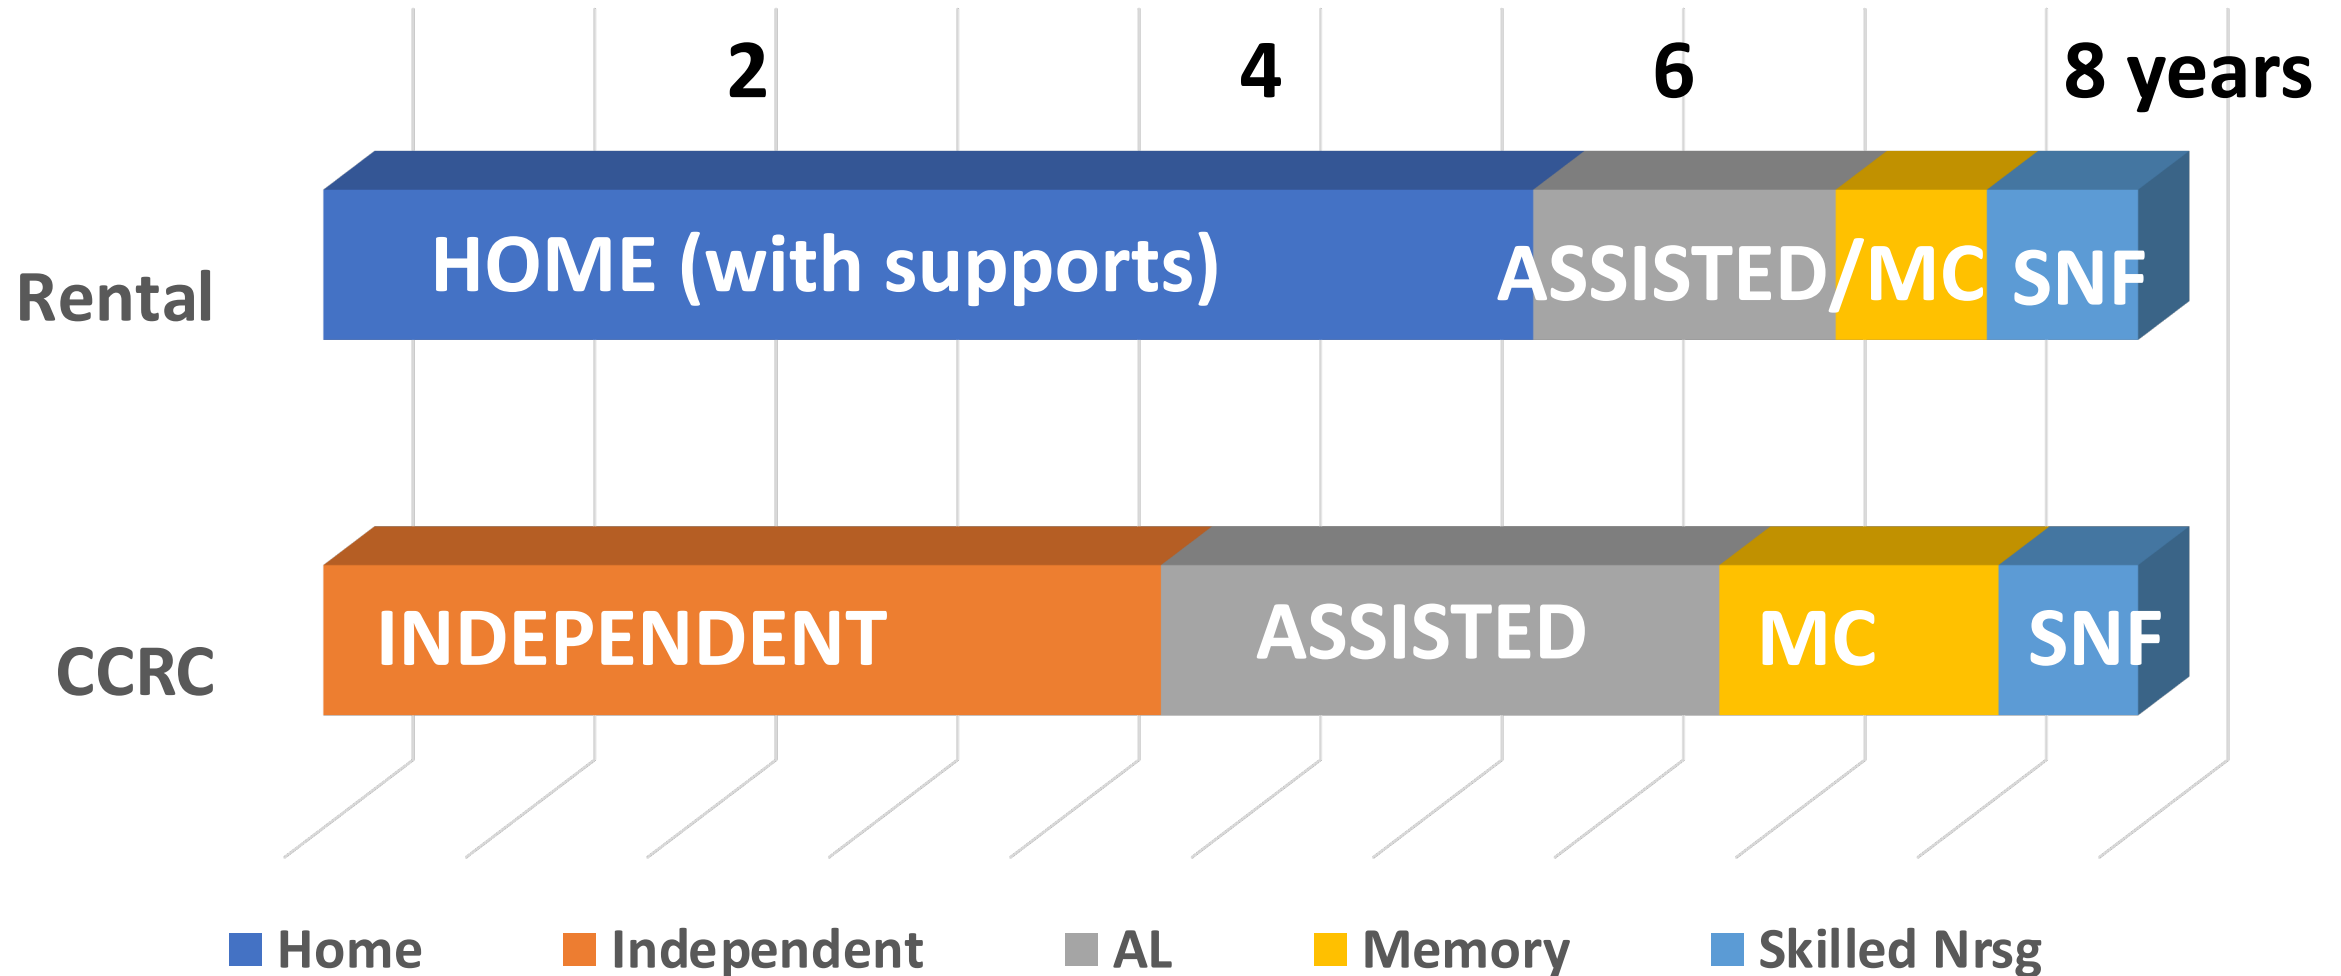 2 4 6 8 years
Rental
HOME (with supports) ASSISTED/MC SNF
CCRC
INDEPENDENT ASSISTED MC SNF
Home Independent AL Memory Skilled Nrsg